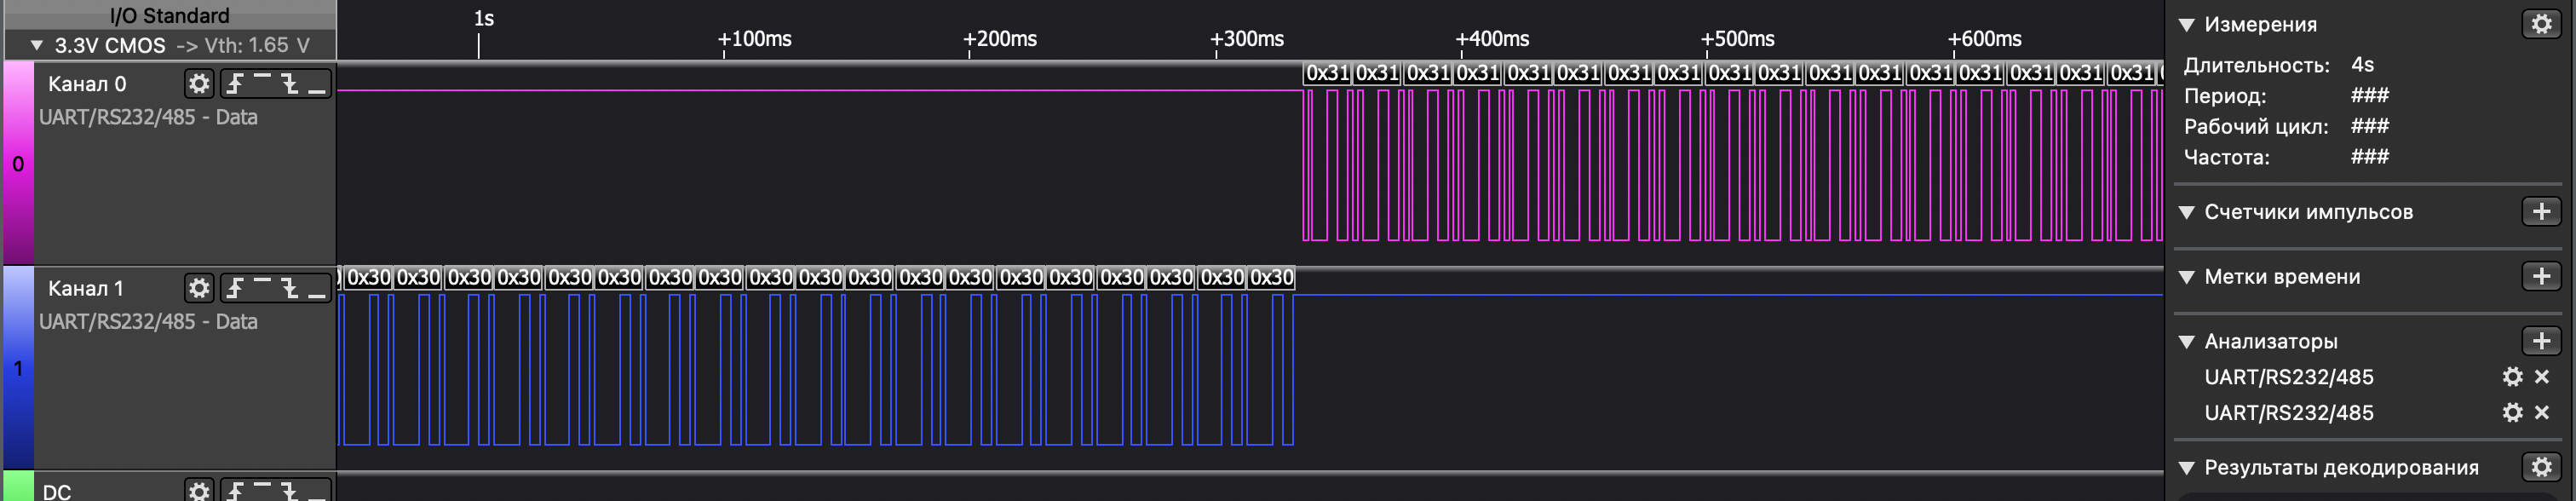 I/O Standard
▼ 3.3V CMOS -> Vth: 1.65 V
1s
+100ms +200ms +300ms +400ms +500ms +600ms
Канал 0
UART/RS232/485 - Data
0
0x31 0x31 0x31 0x31 0x31 0x31 0x31 0x31 0x31 0x31 0x31 0x31 0x31 0x31 0x31 0x31 0x31
Канал 1
UART/RS232/485 - Data
1
0x30 0x30 0x30 0x30 0x30 0x30 0x30 0x30 0x30 0x30 0x30 0x30 0x30 0x30 0x30 0x30 0x30 0x30 0x30
DC
Измерения
Длительность: 4s
Период: ###
Рабочий цикл: ###
Частота: ###
Счетчики импульсов
Метки времени
Анализаторы
UART/RS232/485
UART/RS232/485
Результаты декодирования